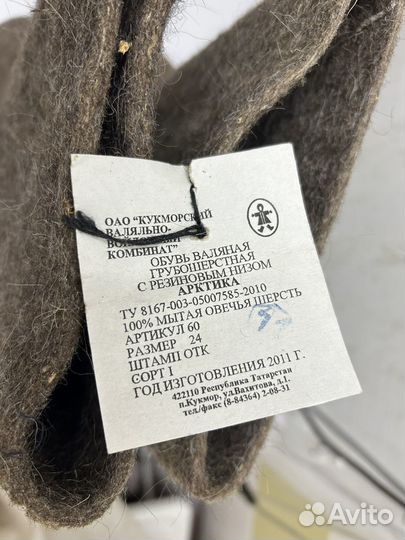 ОАО "КУКМОРСКИЙ
ВАЛЯЛЬНО-
КОМБИНАТ"
ОБУВЬ ВАЛЯНАЯ
ГРУБОШЕРСТНАЯ
С РЕЗИНОВЫМ НИЗОМ
АРКТИКА
ТУ 8167-003-05007585-2010
100% МЫТАЯ ОВЕЧЬЯ ШЕРСТЬ
АРТИКУЛ 60
РАЗМЕР 24
ШТАМП ОТК
СОРТ I
ГОД ИЗГОТОВЛЕНИЯ 2011 Г.
422110 Республика Татарстан
п.Кукмор, ул.Вахитова, д.1.
тел./факс (8-84364) 2-08-31
Avito